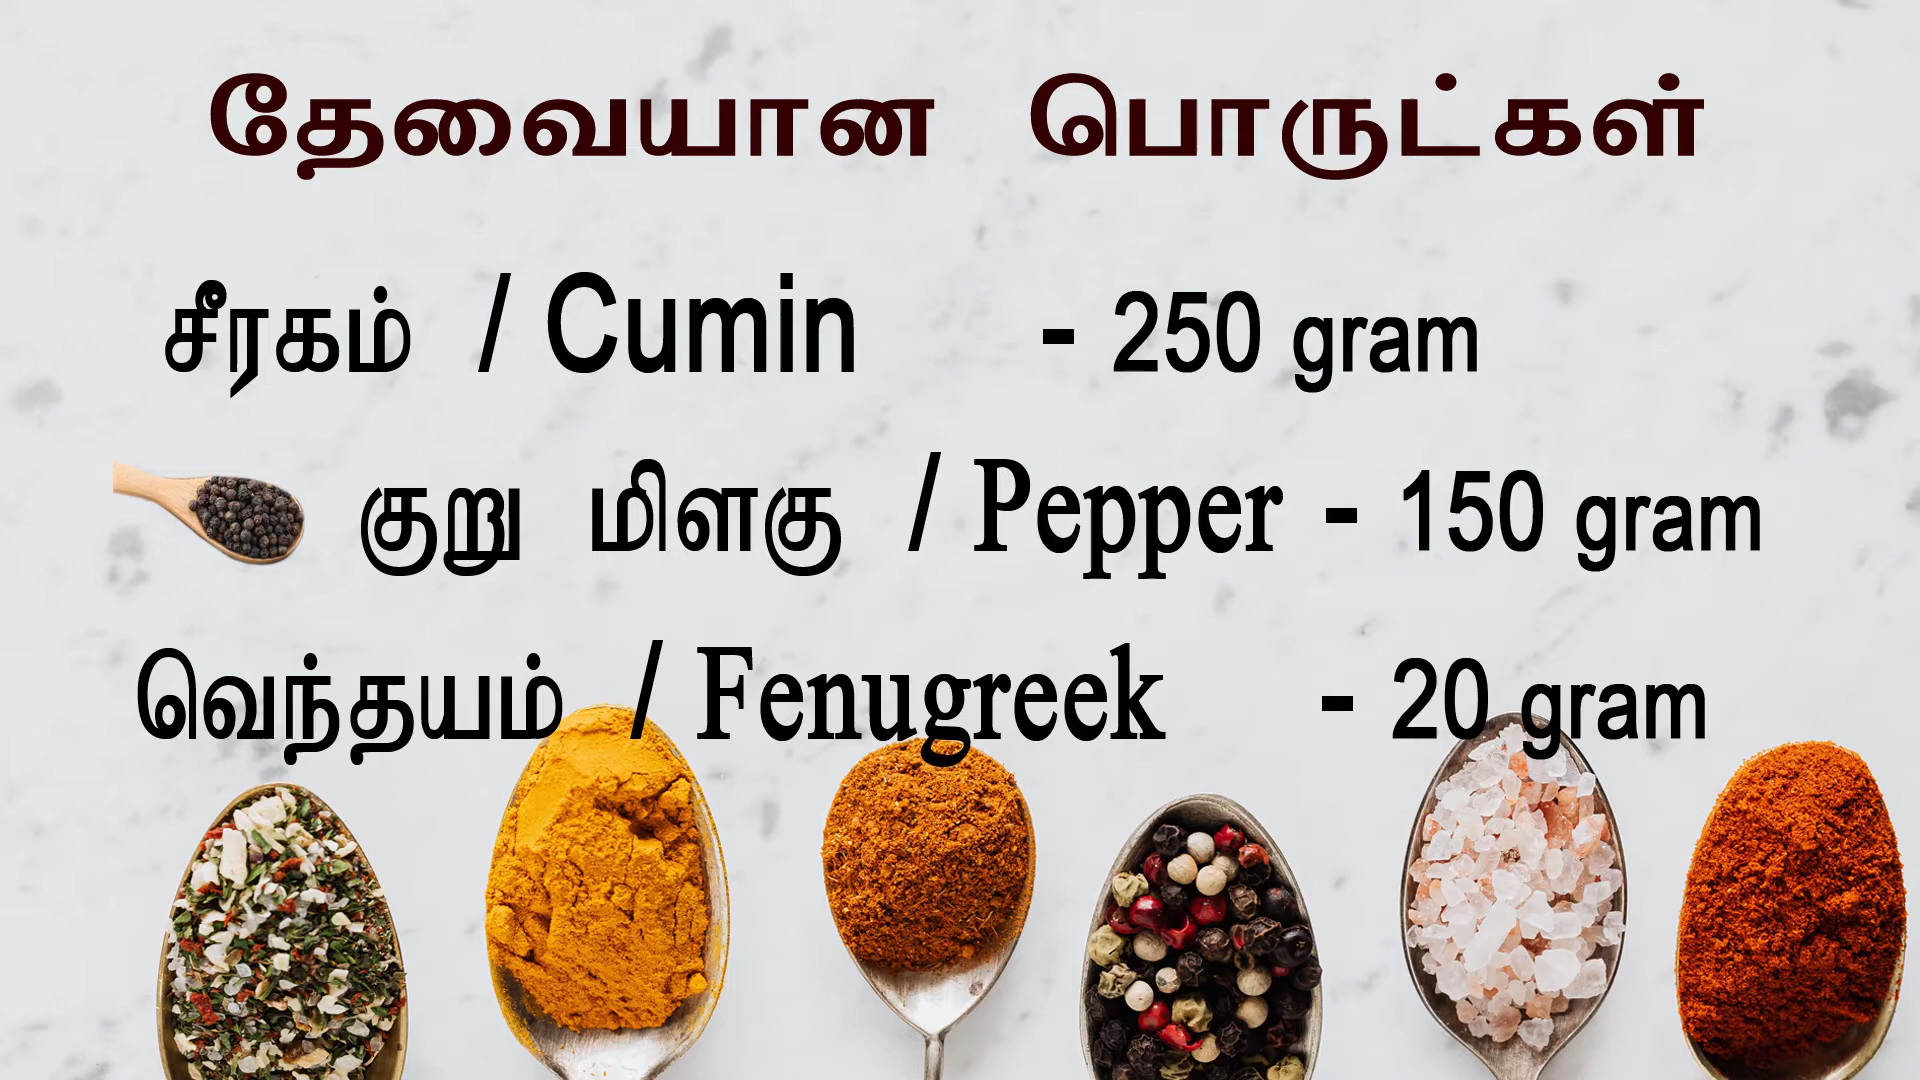 தேவையான பொருட்கள்
சீரகம் / Cumin - 250 gram
குறு மிளகு / Pepper - 150 gram
வெந்தயம் / Fenugreek - 20 gram